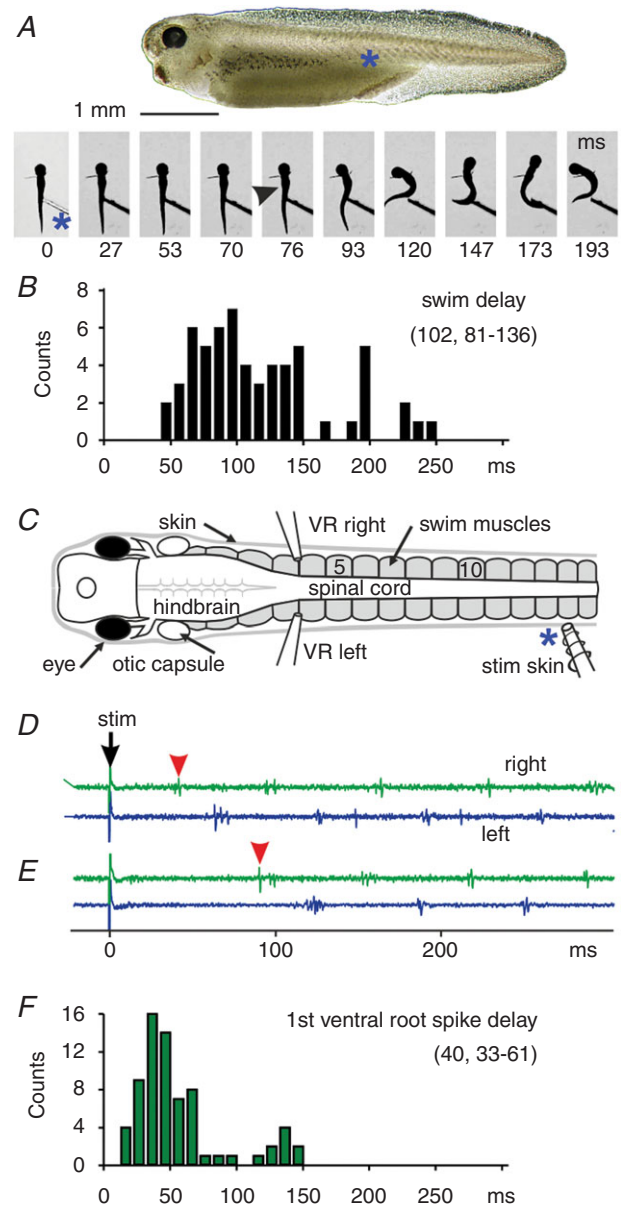 A
1 mm
*
*
ms
0 27 53 70 76 93 120 147 173 193
B
swim delay
(102, 81-136)
Counts
8
6
4
2
0
0 50 100 150 200 250 ms
C
skin
VR right
swim muscles
5
10
spinal cord
hindbrain
eye
otic capsule
VR left
*
stim skin
D
stim
right
left
E
0 100 200 ms
F
1st ventral root spike delay
(40, 33-61)
Counts
16
12
8
4
0
0 50 100 150 200 250 ms